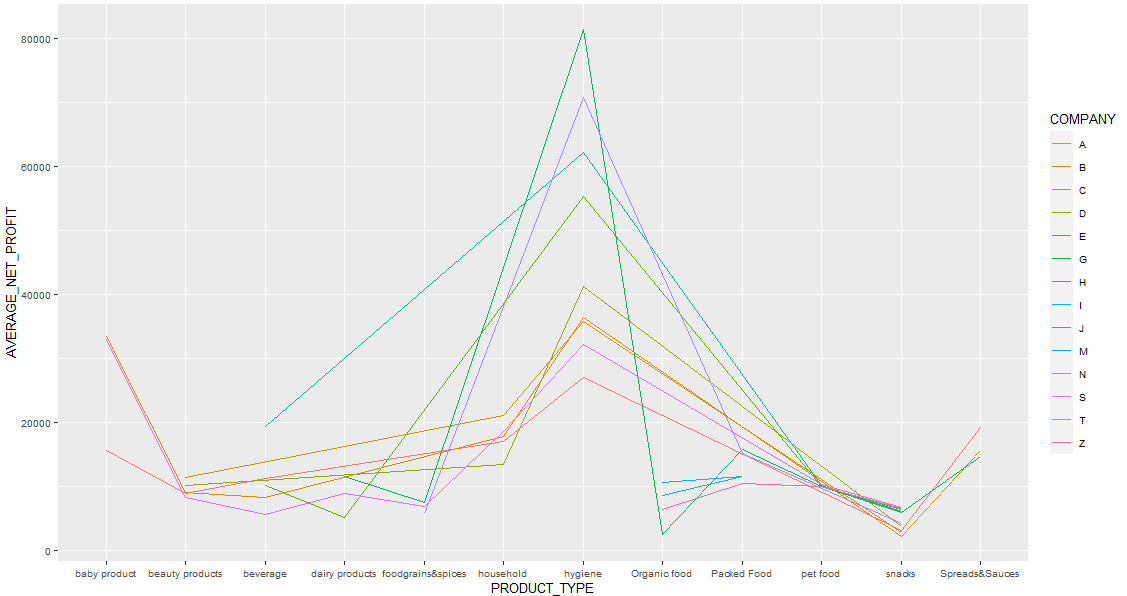 AVERAGE_NET_PROFIT
80000
60000
40000
20000
0
baby product
beauty products
beverage
dairy products
foodgrains&spices
household
hygiene
Organic food
Packed Food
pet food
snacks
Spreads&Sauces
PRODUCT_TYPE
COMPANY
A
B
C
D
E
G
H
I
J
M
N
S
T
Z